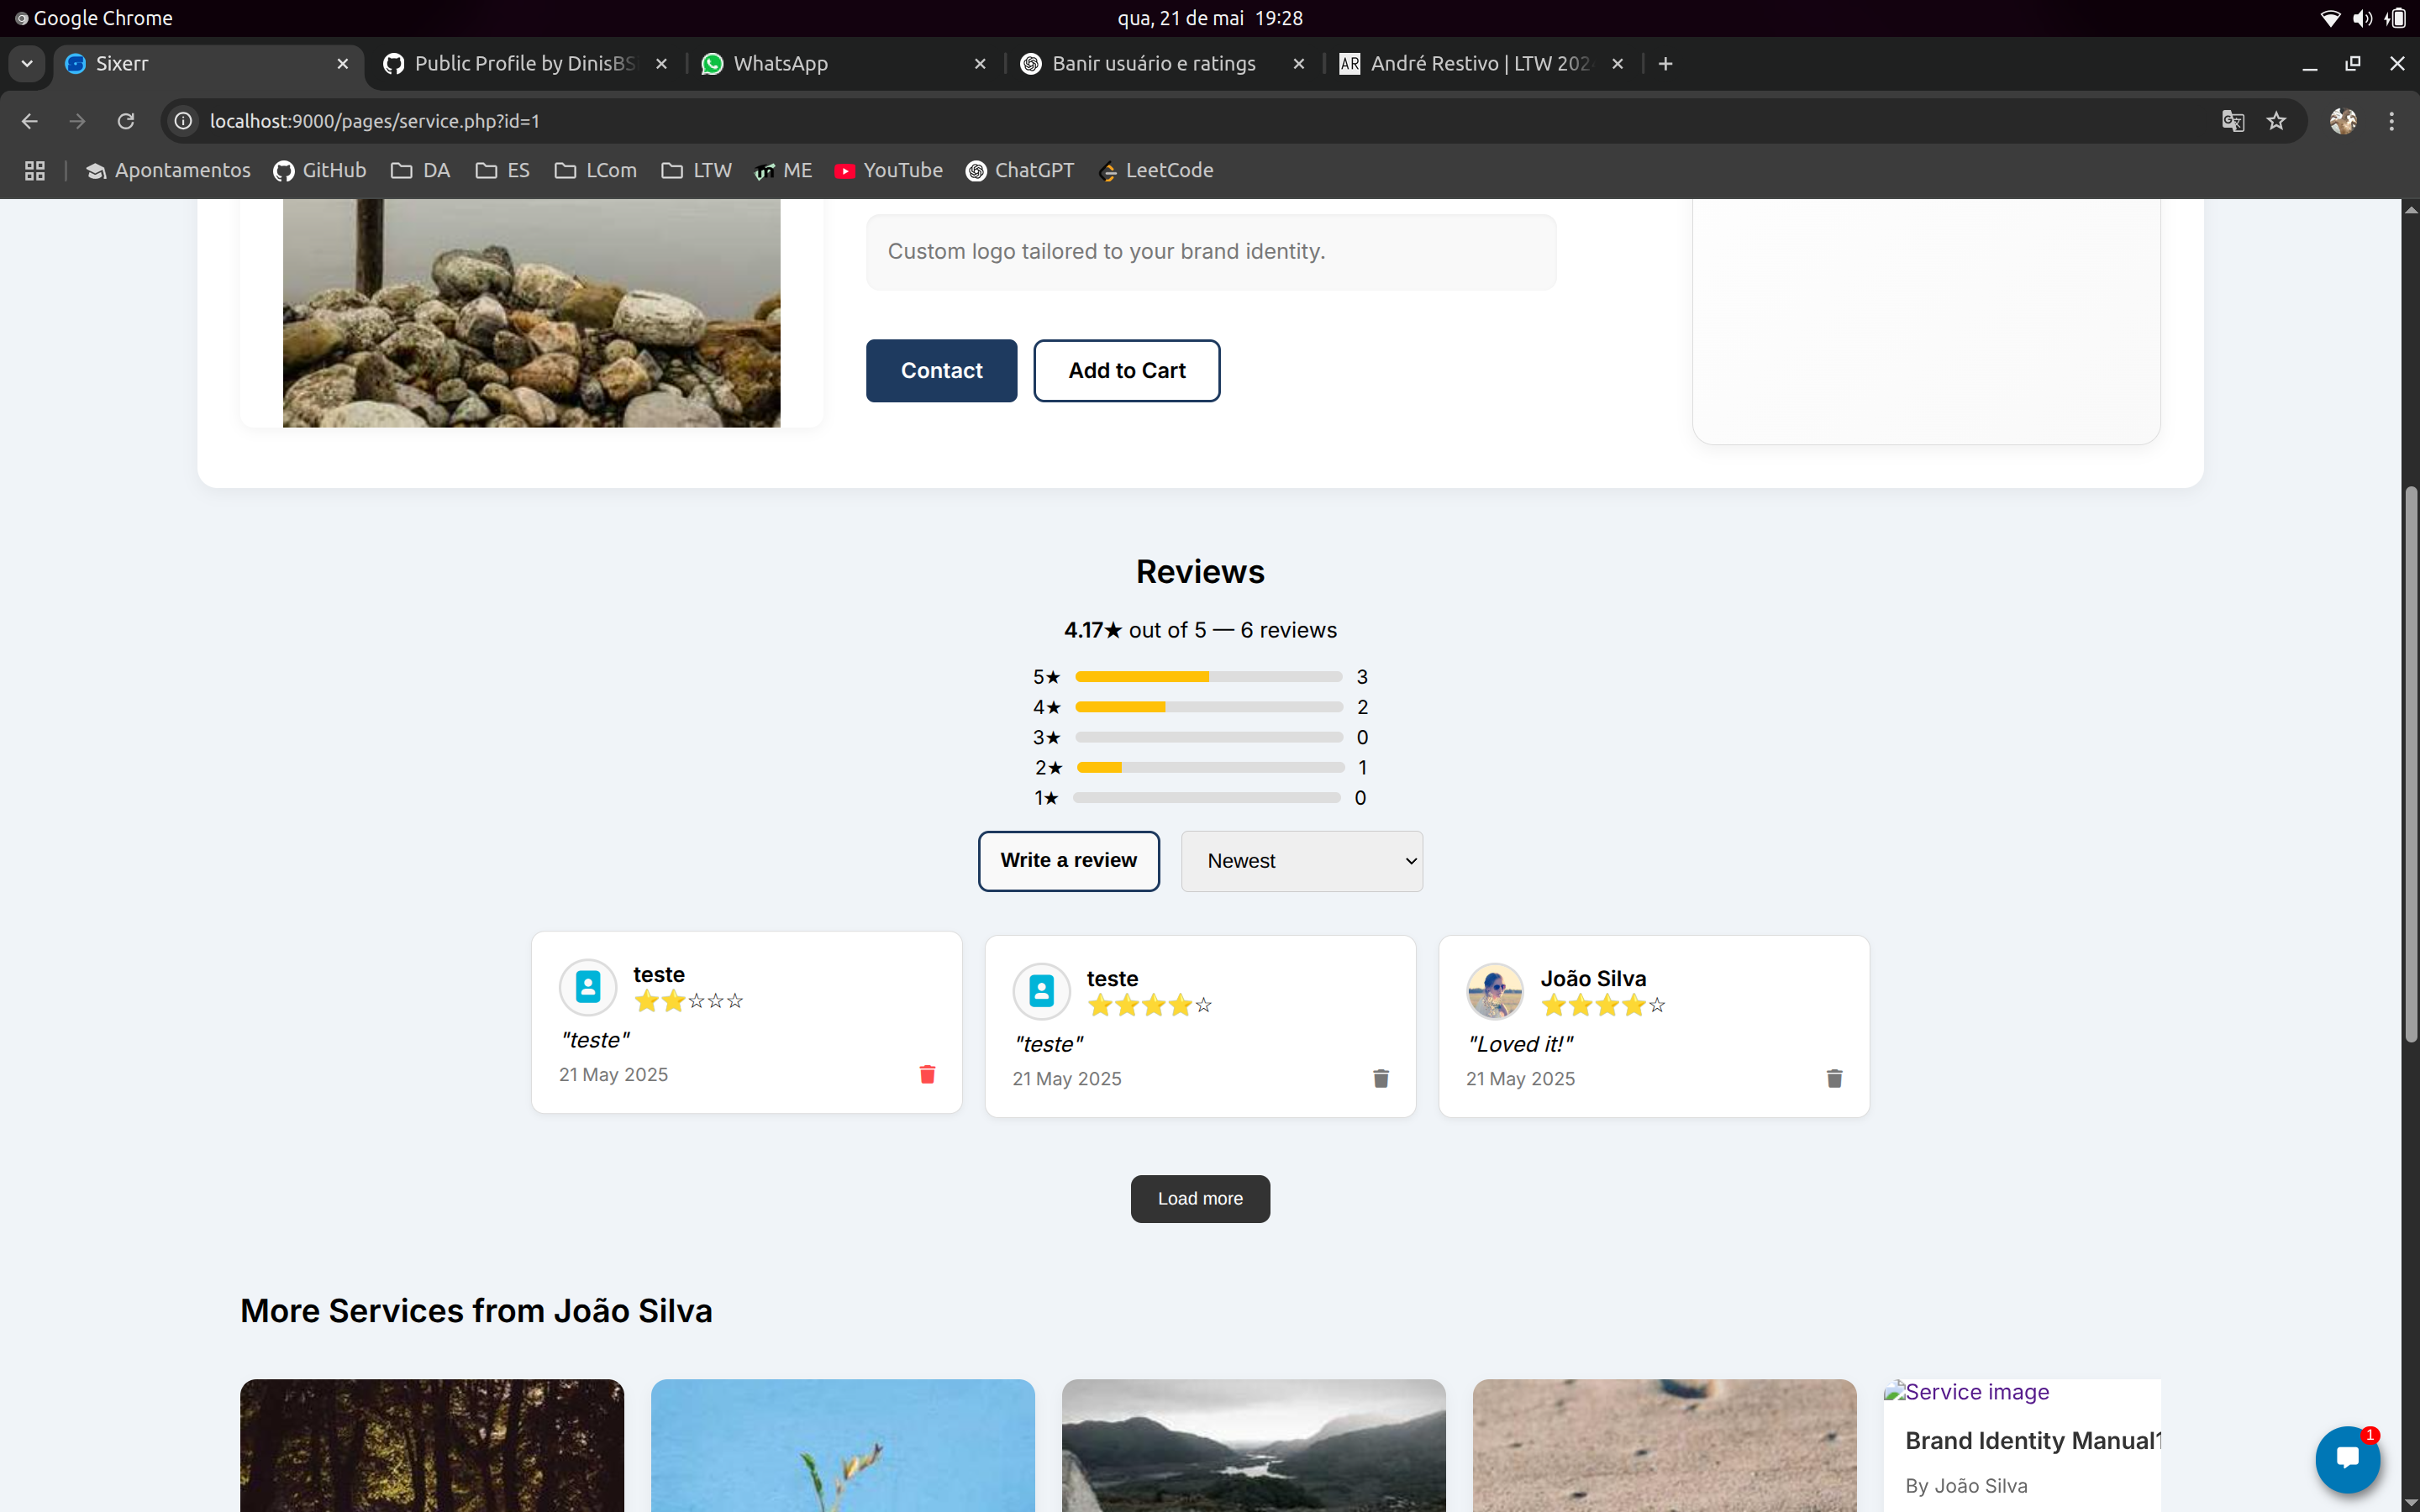 Google Chrome
qua, 21 de mai 19:28
Sixerr
Public Profile by DinisBS
WhatsApp
Banir usuário e ratings
AR André Restivo | LTW 202
localhost:9000/pages/service.php?id=1
Apontamentos
GitHub
DA
ES
LCom
LTW
ME
YouTube
ChatGPT
LeetCode
Custom logo tailored to your brand identity.
Contact
Add to Cart
Reviews
4.17★ out of 5 — 6 reviews
5★ 3
4★ 2
3★ 0
2★ 1
1★ 0
Write a review
Newest
teste
⭐⭐☆☆☆
"teste"
21 May 2025
teste
⭐⭐⭐⭐☆
"teste"
21 May 2025
João Silva
⭐⭐⭐⭐☆
"Loved it!"
21 May 2025
Load more
More Services from João Silva
Service image
Brand Identity Manual1
By João Silva
1